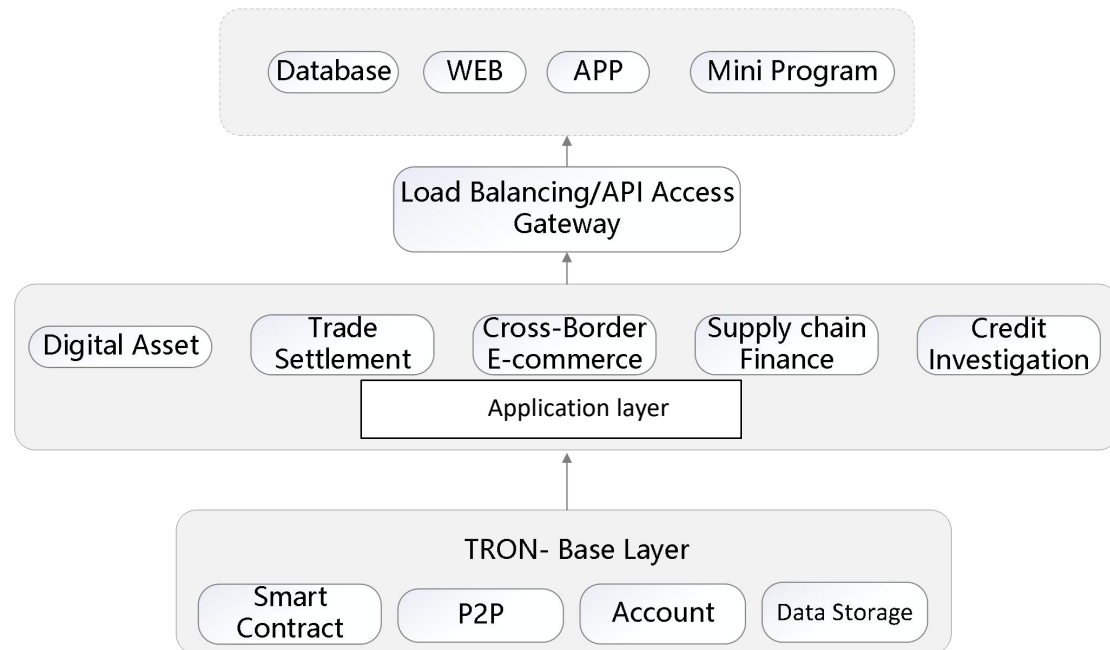 Database
WEB
APP
Mini Program
Load Balancing/API Access
Gateway
Digital Asset
Trade
Settlement
Cross-Border
E-commerce
Supply chain
Finance
Credit
Investigation
Application layer
TRON- Base Layer
Smart
Contract
P2P
Account
Data Storage